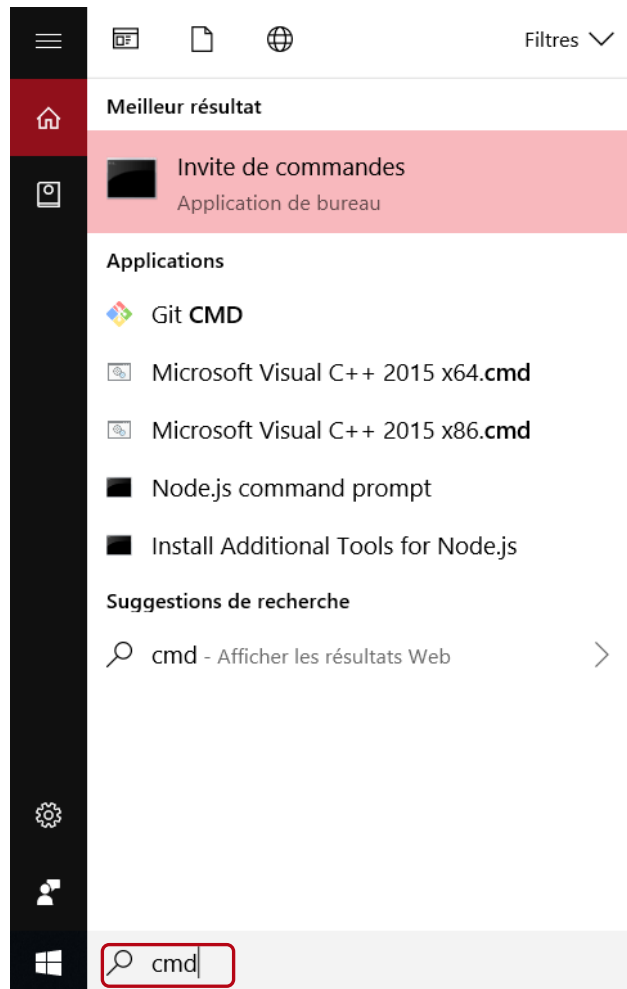 Filtres
Meilleur résultat
Invite de commandes
Application de bureau
Applications
Git CMD
Microsoft Visual C++ 2015 x64.cmd
Microsoft Visual C++ 2015 x86.cmd
Node.js command prompt
Install Additional Tools for Node.js
Suggestions de recherche
cmd - Afficher les résultats Web
cmd